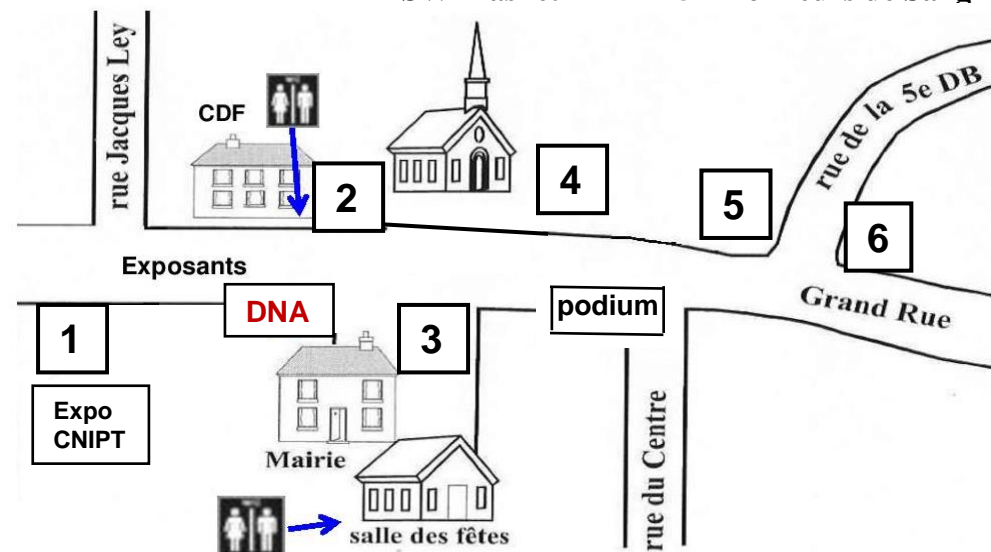 rue Jacques Ley
CDF
rue de la 5e DB
2
4
5
6
Exposants
DNA
podium
Grand Rue
1
3
Expo
CNIPT
Mairie
rue du Centre
salle des fêtes